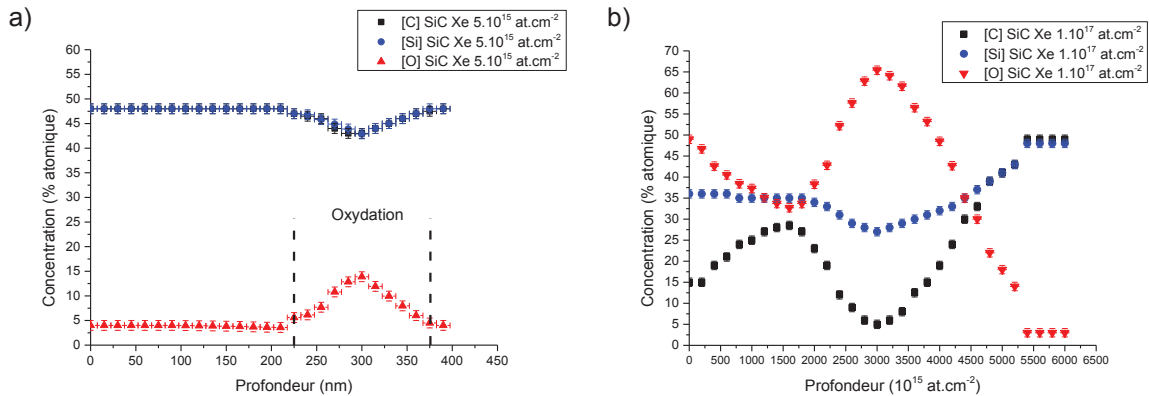 a)
[C] SiC Xe 5.10¹⁵ at.cm⁻²
[Si] SiC Xe 5.10¹⁵ at.cm⁻²
[O] SiC Xe 5.10¹⁵ at.cm⁻²
Concentration (% atomique)
60
55
50
45
40
35
30
25
20
15
10
5
0
Oxydation
0 50 100 150 200 250 300 350 400 450
Profondeur (nm)
b)
[C] SiC Xe 1.10¹⁷ at.cm⁻²
[Si] SiC Xe 1.10¹⁷ at.cm⁻²
[O] SiC Xe 1.10¹⁷ at.cm⁻²
Concentration (% atomique)
70
65
60
55
50
45
40
35
30
25
20
15
10
5
0
0 500 1000 1500 2000 2500 3000 3500 4000 4500 5000 5500 6000 6500
Profondeur (10¹⁵ at.cm⁻²)